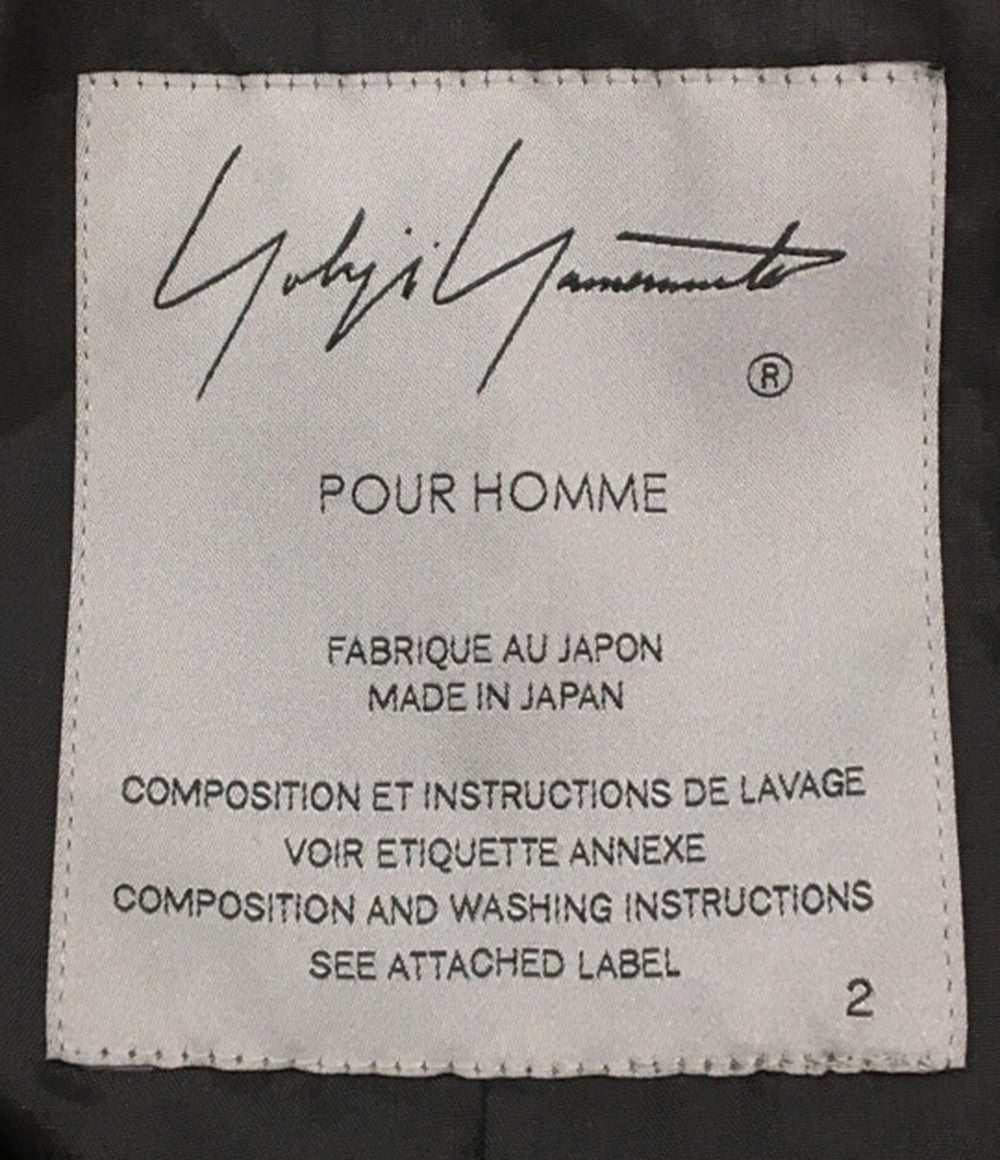 Yohji Yamamoto
®
POUR HOMME
FABRIQUE AU JAPON
MADE IN JAPAN
COMPOSITION ET INSTRUCTIONS DE LAVAGE
VOIR ETIQUETTE ANNEXE
COMPOSITION AND WASHING INSTRUCTIONS
SEE ATTACHED LABEL
2